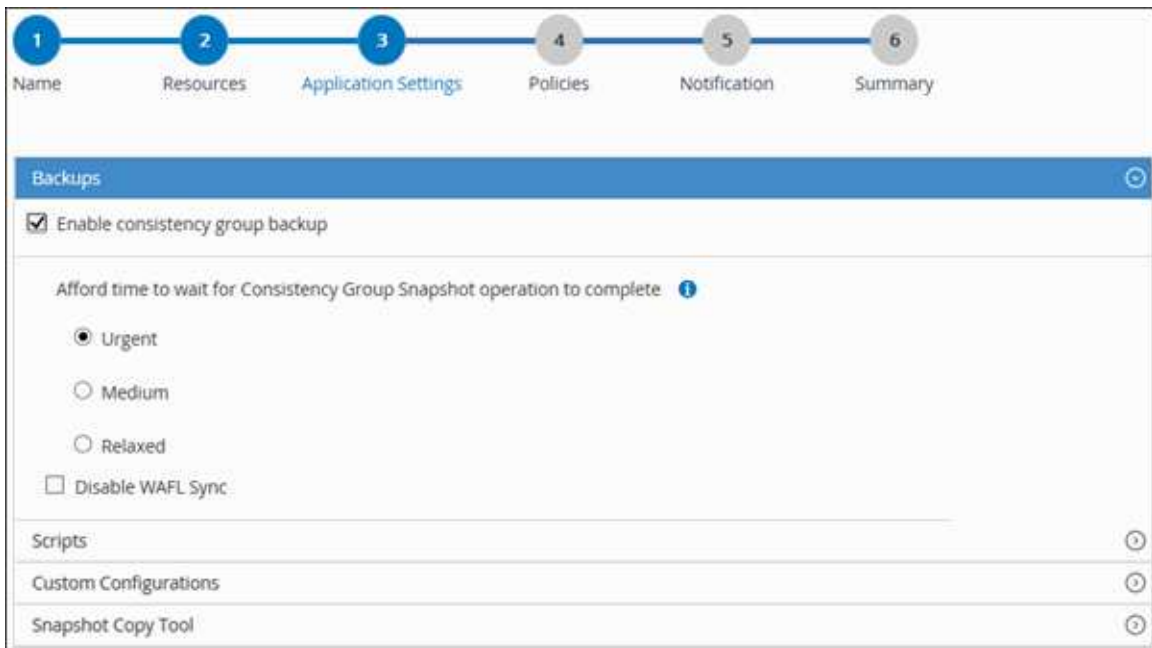 1 2 3 4 5 6
Name Resources Application Settings Policies Notification Summary
Backups
Enable consistency group backup
Afford time to wait for Consistency Group Snapshot operation to complete i
Urgent
Medium
Relaxed
Disable WAFL Sync
Scripts
Custom Configurations
Snapshot Copy Tool